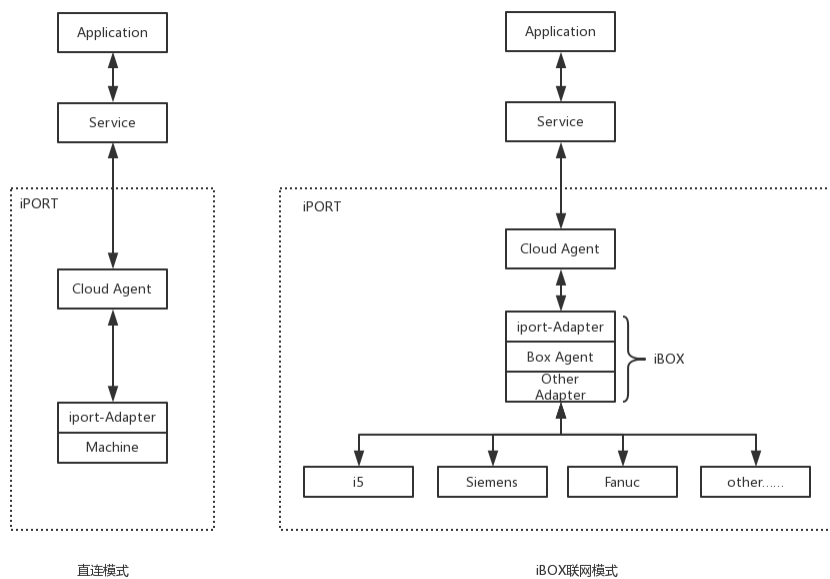 Application
Service
iPORT
Cloud Agent
iport-Adapter
Machine
直连模式
Application
Service
iPORT
Cloud Agent
iport-Adapter
Box Agent
Other
Adapter
iBOX
i5
Siemens
Fanuc
other……
iBOX联网模式